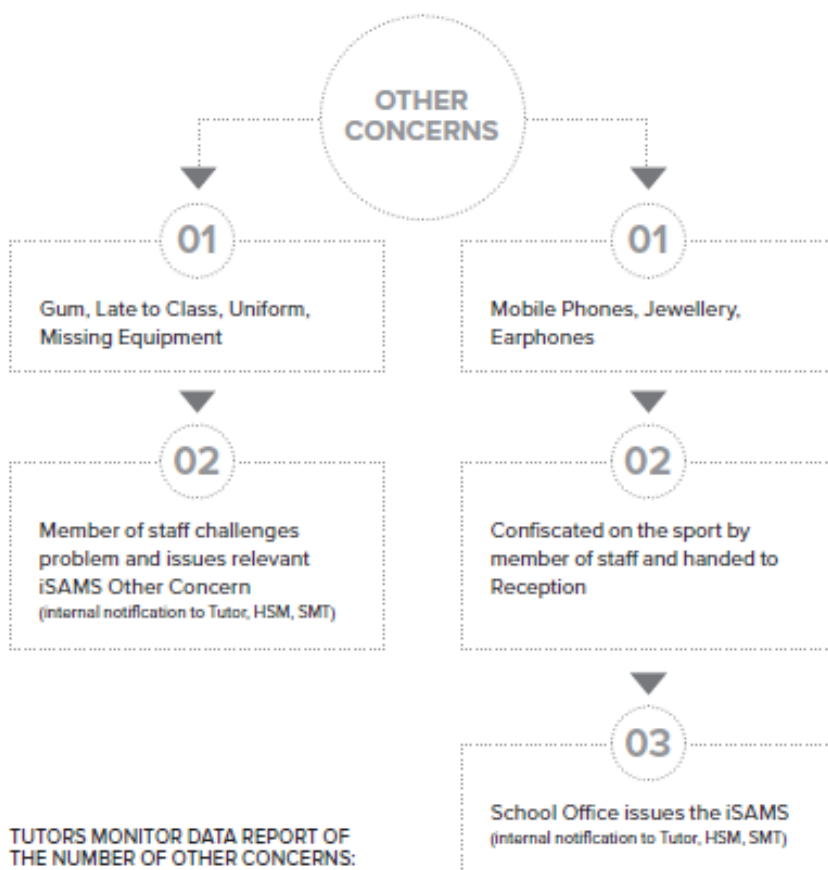 OTHER
CONCERNS
01
Gum, Late to Class, Uniform,
Missing Equipment
02
Member of staff challenges
problem and issues relevant
iSAMS Other Concern
(internal notification to Tutor, HSM, SMT)
01
Mobile Phones, Jewellery,
Earphones
02
Confiscated on the sport by
member of staff and handed to
Reception
03
School Office issues the iSAMS
(internal notification to Tutor, HSM, SMT)
TUTORS MONITOR DATA REPORT OF
THE NUMBER OF OTHER CONCERNS: